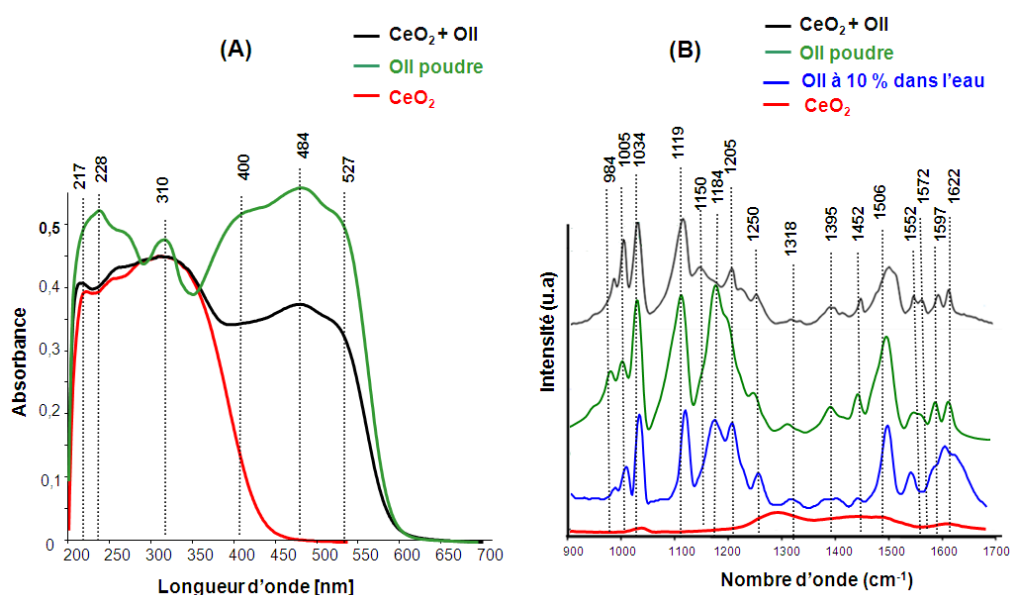 (A)
CeO₂ + OII
OII poudre
CeO₂
217
228
310
400
484
527
0,5
0,4
0,3
0,2
0,1
0
Absorbance
200 250 300 350 400 450 500 550 600 700
Longueur d'onde [nm]
(B)
CeO₂ + OII
OII poudre
OII à 10 % dans l'eau
CeO₂
984
1005
1034
1119
1150
1184
1205
1250
1318
1395
1452
1506
1552
1572
1597
1622
Intensité (u.a)
900 1000 1100 1200 1300 1400 1500 1600 1700
Nombre d'onde (cm⁻¹)